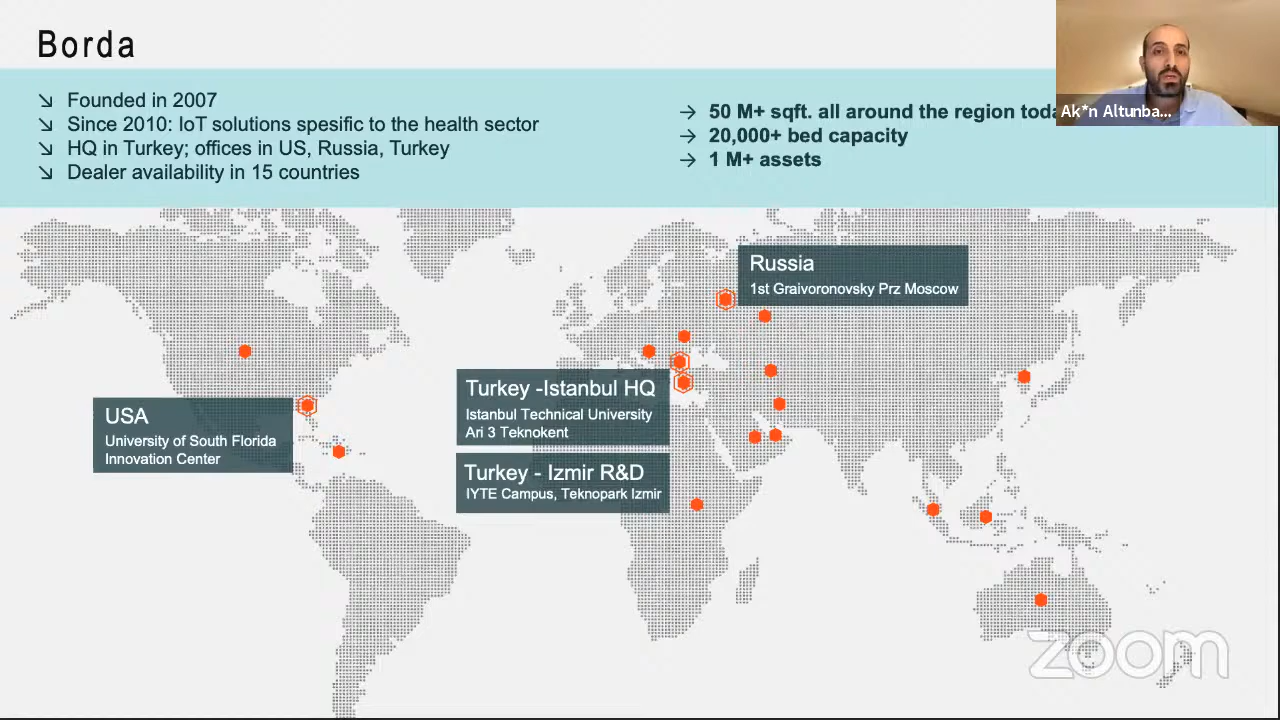 Borda
Founded in 2007
Since 2010: IoT solutions spesific to the health sector
HQ in Turkey; offices in US, Russia, Turkey
Dealer availability in 15 countries
50 M+ sqft. all around the region toda
20,000+ bed capacity
1 M+ assets
Ak*n Altunba...
Russia
1st Graivoronovsky Prz Moscow
Turkey -Istanbul HQ
Istanbul Technical University
Ari 3 Teknokent
USA
University of South Florida
Innovation Center
Turkey - Izmir R&D
IYTE Campus, Teknopark Izmir
zoom